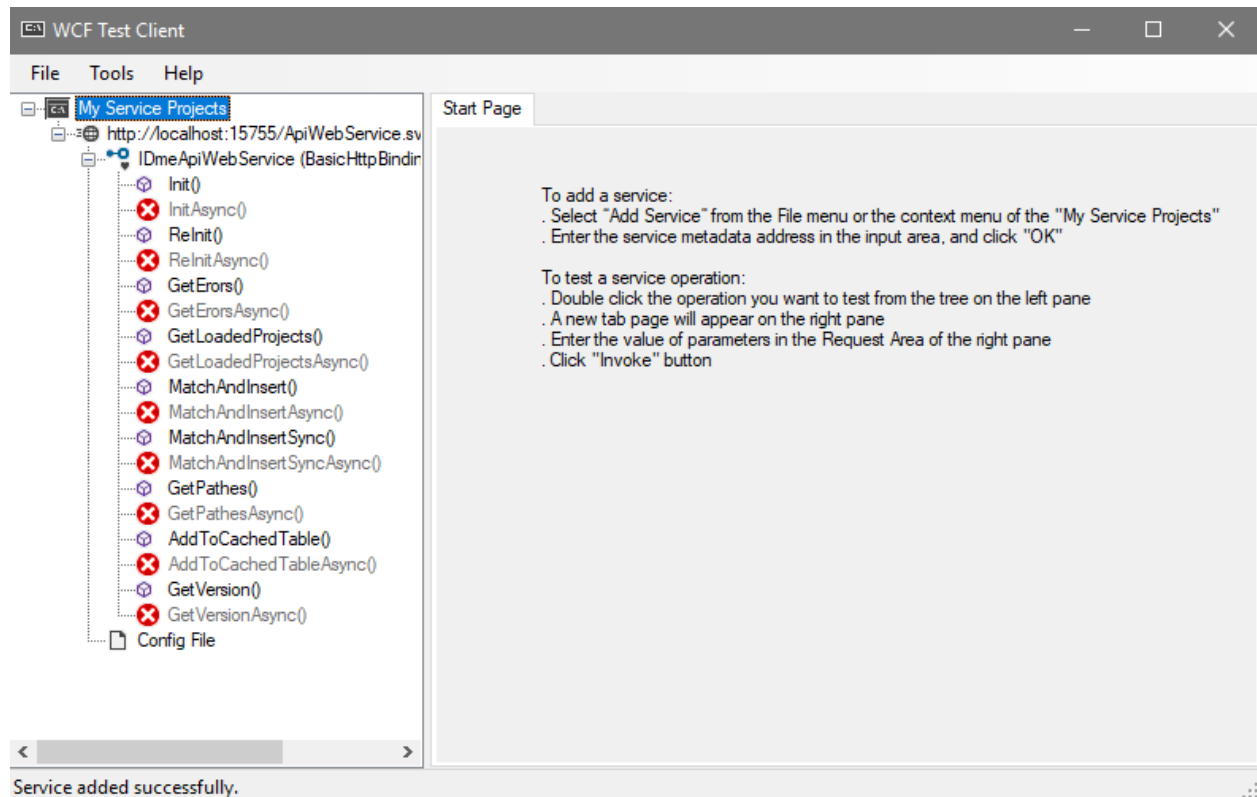 WCF Test Client
File Tools Help
My Service Projects
http://localhost:15755/ApiWebService.sv
IDmeApiWebService (BasicHttpBindin
Init()
InitAsync()
ReInit()
ReInitAsync()
GetErors()
GetErorsAsync()
GetLoadedProjects()
GetLoadedProjectsAsync()
MatchAndInsert()
MatchAndInsertAsync()
MatchAndInsertSync()
MatchAndInsertSyncAsync()
GetPathes()
GetPathesAsync()
AddToCachedTable()
AddToCachedTableAsync()
GetVersion()
GetVersionAsync()
Config File
Start Page
To add a service:
. Select "Add Service" from the File menu or the context menu of the "My Service Projects"
. Enter the service metadata address in the input area, and click "OK"
To test a service operation:
. Double click the operation you want to test from the tree on the left pane
. A new tab page will appear on the right pane
. Enter the value of parameters in the Request Area of the right pane
. Click "Invoke" button
Service added successfully.